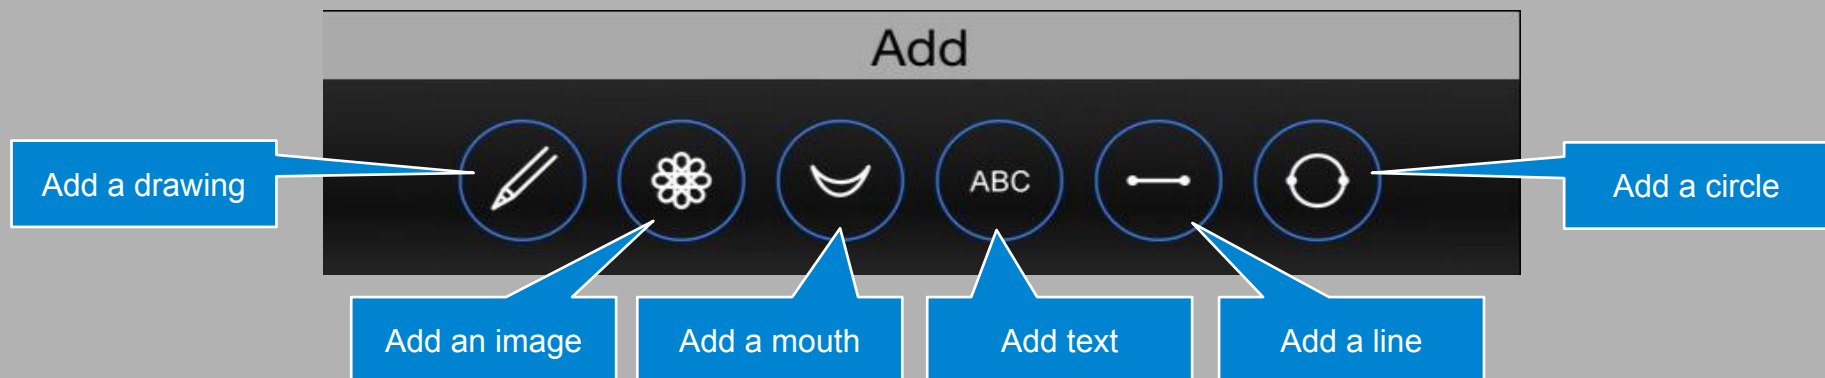 Add
ABC
Add a drawing
Add a circle
Add an image
Add a mouth
Add text
Add a line